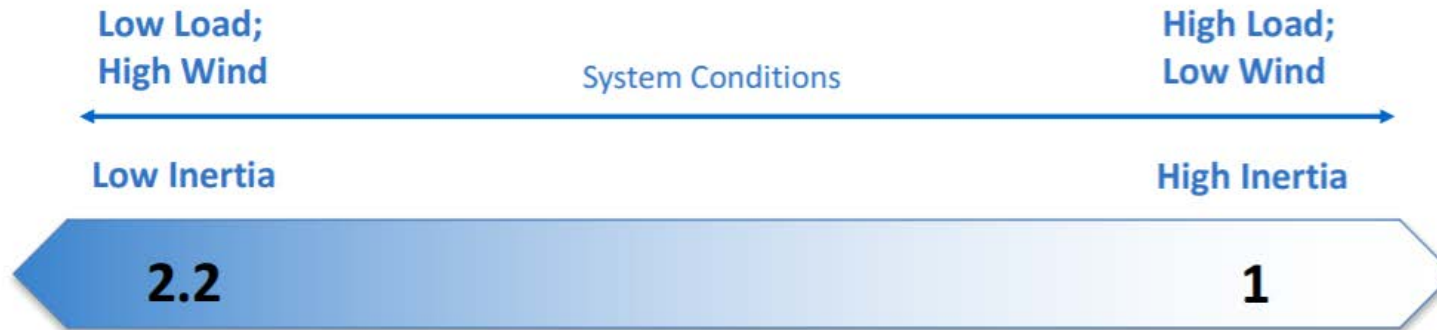 Low Load;
High Wind
System Conditions
High Load;
Low Wind
Low Inertia
High Inertia
2.2
1